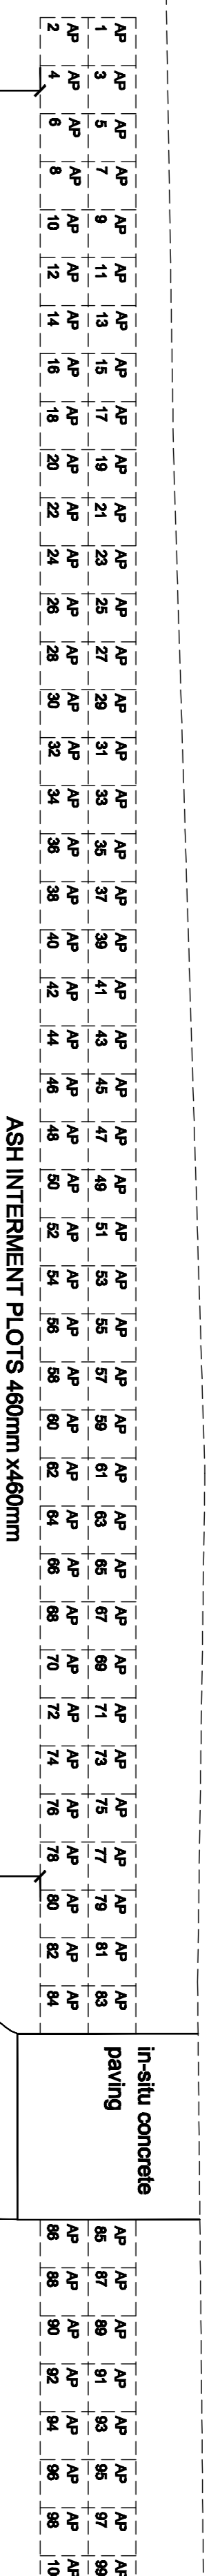 in-situ concrete
paving
AP AP AP AP AP AP AP AP AP AP AP AP AP AP AP AP AP AP AP AP AP AP AP AP AP AP AP AP AP AP AP AP AP AP AP AP AP AP AP AP AP AP AP AP AP AP AP AP AP AP
1 3 5 7 9 11 13 15 17 19 21 23 25 27 29 31 33 35 37 39 41 43 45 47 49 51 53 55 57 59 61 63 65 67 69 71 73 75 77 79 81 83 85 87 89 91 93 95 97 99
AP AP AP AP AP AP AP AP AP AP AP AP AP AP AP AP AP AP AP AP AP AP AP AP AP AP AP AP AP AP AP AP AP AP AP AP AP AP AP AP AP AP AP AP AP AP AP AP AP AP
2 4 6 8 10 12 14 16 18 20 22 24 26 28 30 32 34 36 38 40 42 44 46 48 50 52 54 56 58 60 62 64 66 68 70 72 74 76 78 80 82 84 86 88 90 92 84 96 98
ASH INTERMENT PLOTS 460mm x460mm